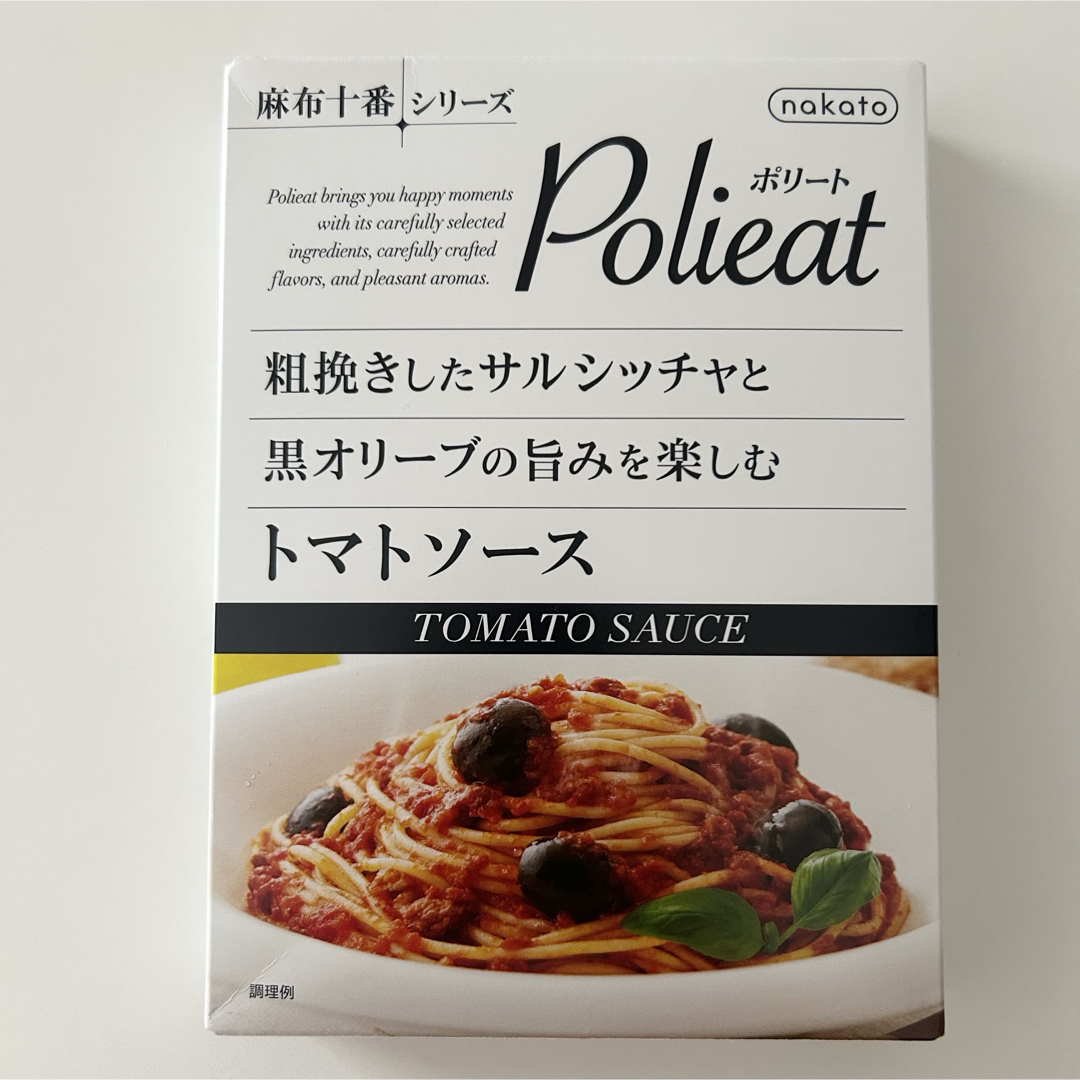 麻布十番 シリーズ
nakato
ポリート
Polieat
Polieat brings you happy moments
with its carefully selected
ingredients, carefully crafted
flavors, and pleasant aromas.
粗挽きしたサルシッチャと
黒オリーブの旨みを楽しむ
トマトソース
TOMATO SAUCE
調理例